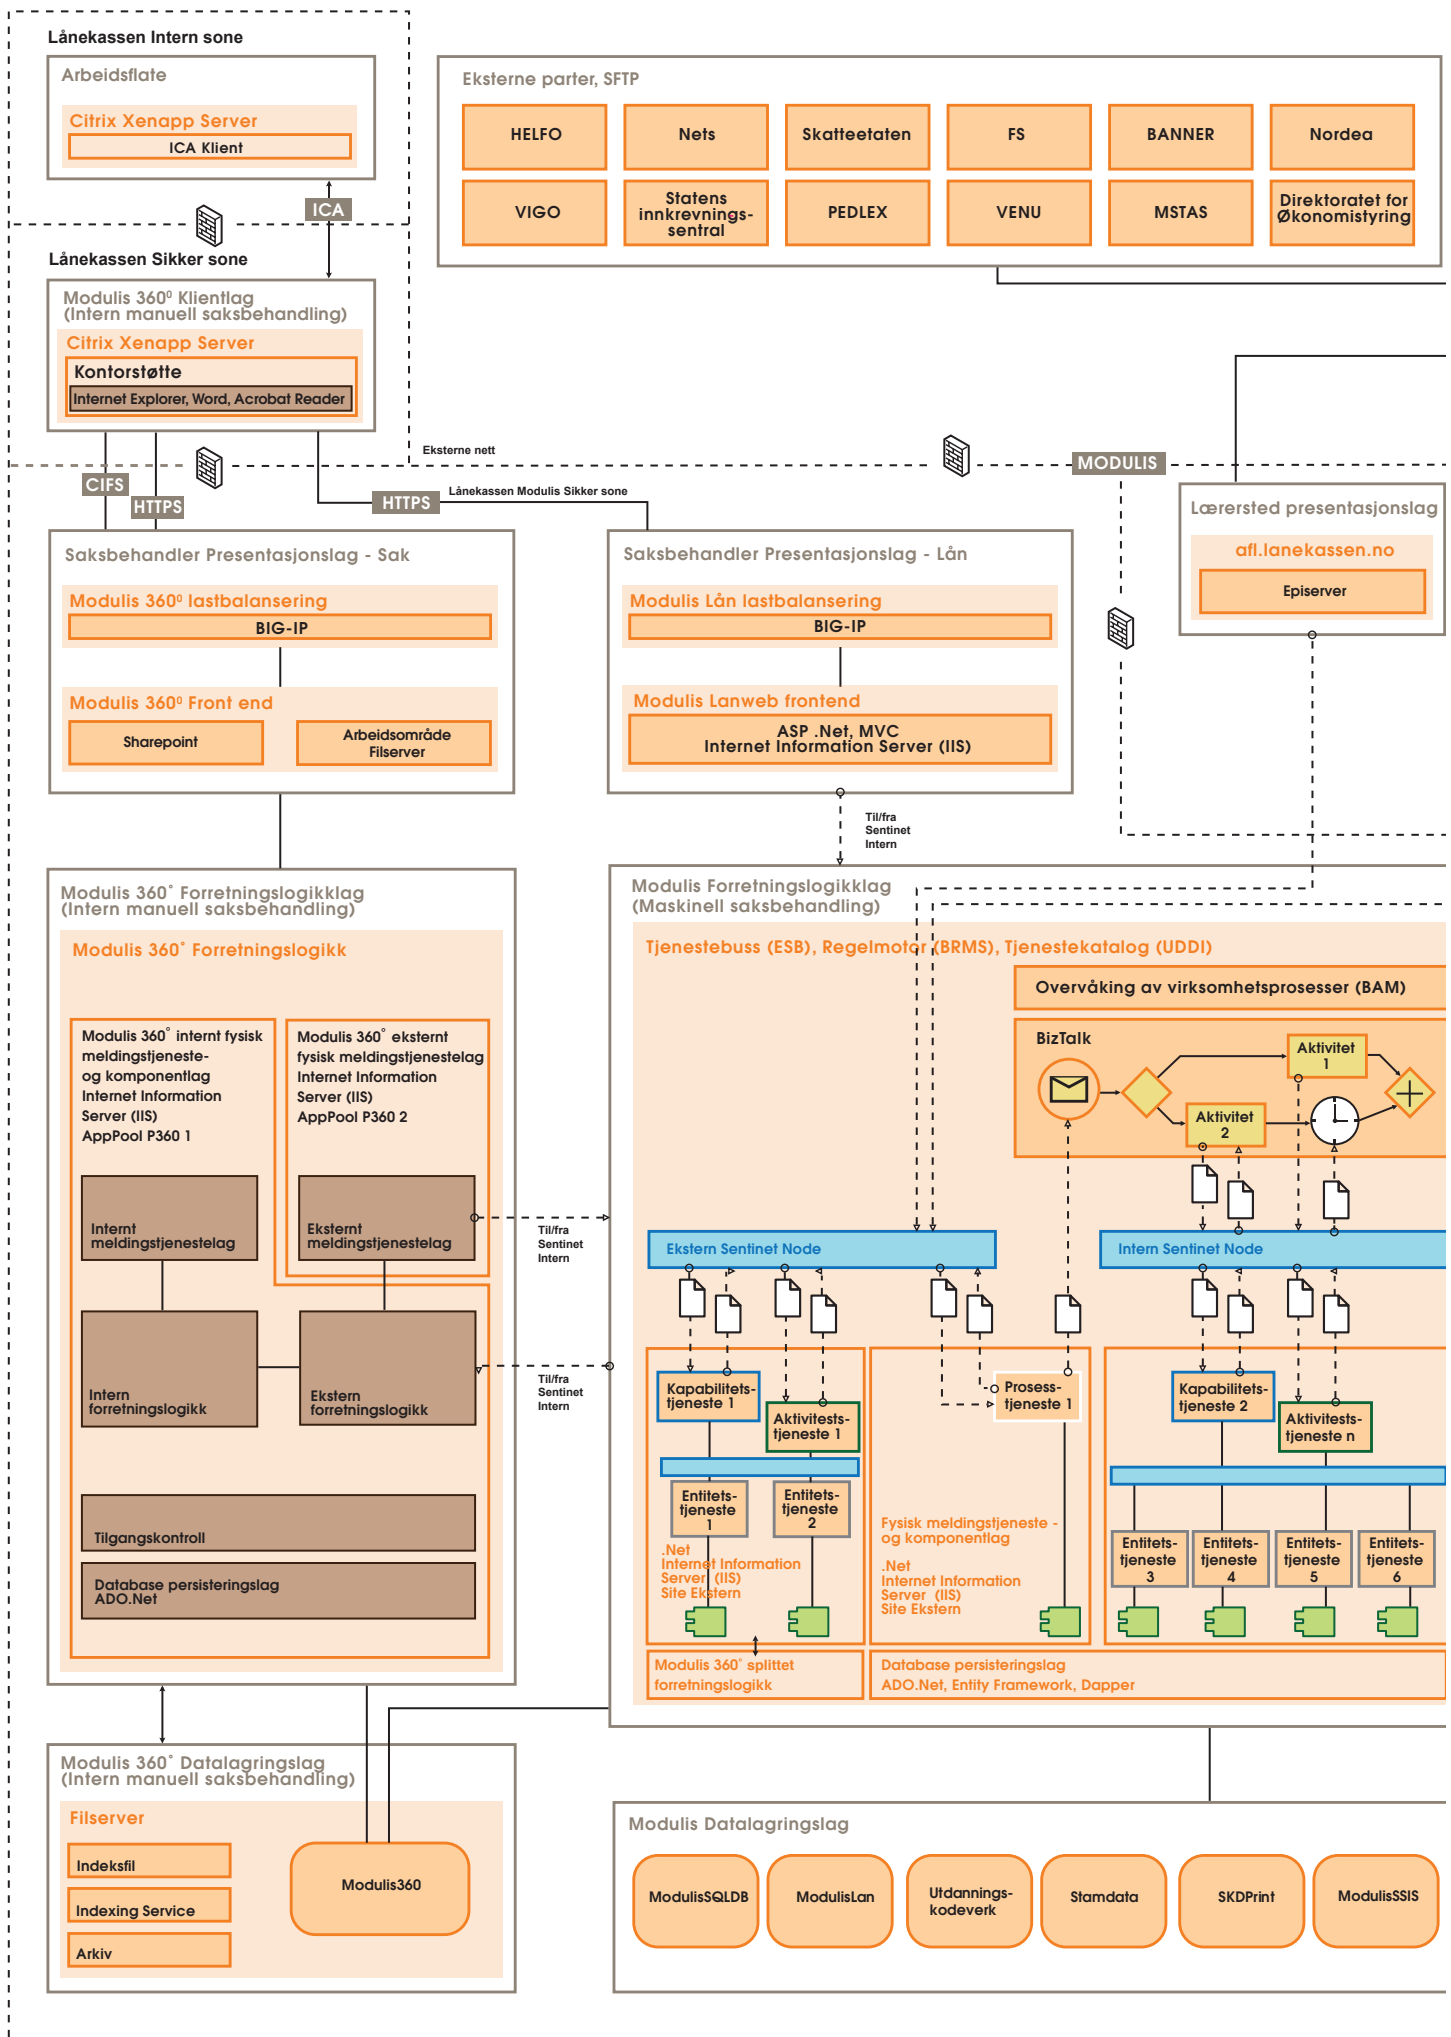 Lånekassen Intern sone
Arbeidsflate
Citrix Xenapp Server
ICA Klient
ICA
Eksterne parter, SFTP
HELFO
Nets
Skatteetaten
FS
BANNER
Nordea
VIGO
Statens
innkrevnings-
sentral
PEDLEX
VENU
MSTAS
Direktoratet for
Økonomistyring
Lånekassen Sikker sone
Modulis 360⁰ Klientlag
(Intern manuell saksbehandling)
Citrix Xenapp Server
Kontorstøtte
Internet Explorer, Word, Acrobat Reader
Eksterne nett
MODULIS
CIFS
HTTPS
HTTPS
Lånekassen Modulis Sikker sone
Lærersted presentasjonslag
afl.lanekassen.no
Episerver
Saksbehandler Presentasjonslag - Sak
Modulis 360⁰ lastbalansering
BIG-IP
Modulis 360⁰ Front end
Sharepoint
Arbeidsområde
Filserver
Saksbehandler Presentasjonslag - Lån
Modulis Lån lastbalansering
BIG-IP
Modulis Lanweb frontend
ASP .Net, MVC
Internet Information Server (IIS)
Til/fra
Sentinet
Intern
Modulis 360° Forretningslogikklag
(Intern manuell saksbehandling)
Modulis 360° Forretningslogikk
Modulis 360° internt fysisk
meldingstjeneste-
og komponentlag
Internet Information
Server (IIS)
AppPool P360 1
Modulis 360° eksternt
fysisk meldingstjenestelag
Internet Information
Server (IIS)
AppPool P360 2
Internt
meldingstjenestelag
Eksternt
meldingstjenestelag
Intern
forretningslogikk
Ekstern
forretningslogikk
Tilgangskontroll
Database persisteringslag
ADO.Net
Til/fra
Sentinet
Intern
Til/fra
Sentinet
Intern
Modulis Forretningslogikklag
(Maskinell saksbehandling)
Tjenestebuss (ESB), Regelmotor (BRMS), Tjenestekatalog (UDDI)
Overvåking av virksomhetsprosesser (BAM)
BizTalk
Aktivitet
1
Aktivitet
2
Ekstern Sentinet Node
Intern Sentinet Node
Kapabilitets-
tjeneste 1
Aktivitests-
tjeneste 1
Prosess-
tjeneste 1
Kapabilitets-
tjeneste 2
Aktivitests-
tjeneste n
Entitets-
tjeneste
1
Entitets-
tjeneste
2
.Net
Internet Information
Server (IIS)
Site Ekstern
Fysisk meldingstjeneste -
og komponentlag
.Net
Internet Information
Server (IIS)
Site Ekstern
Entitets-
tjeneste
3
Entitets-
tjeneste
4
Entitets-
tjeneste
5
Entitets-
tjeneste
6
Modulis 360° splittet
forretningslogikk
Database persisteringslag
ADO.Net, Entity Framework, Dapper
Modulis 360° Datalagringslag
(Intern manuell saksbehandling)
Filserver
Indeksfil
Indexing Service
Arkiv
Modulis360
Modulis Datalagringslag
ModulisSQLDB
ModulisLan
Utdannings-
kodeverk
Stamdata
SKDPrint
ModulisSSIS